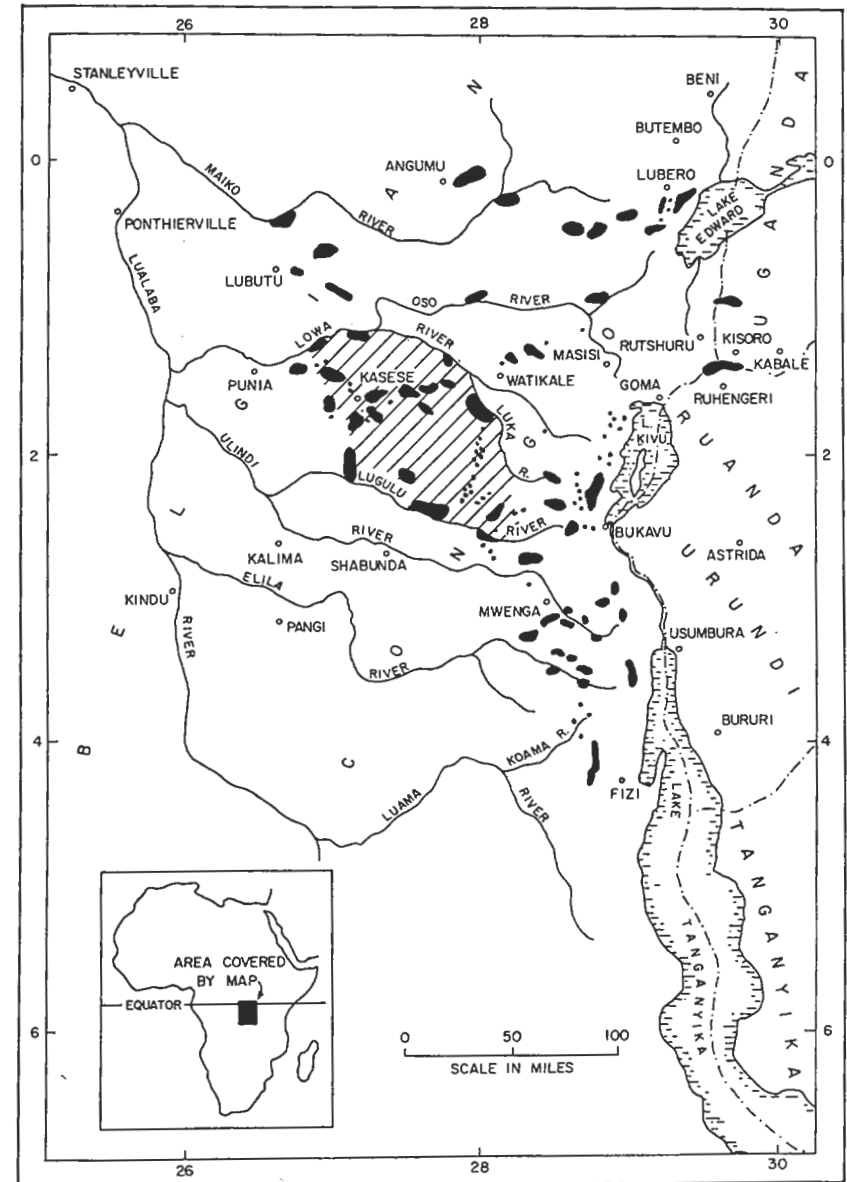 26
28
30
STANLEYVILLE
BENI
BUTEMBO
0
ANGUMU
LUBERO
0
MAIKO
RIVER
LAKE
EDWARD
PONTHIERVILLE
LUALABA
RIVER
LUBUTU
OSO RIVER
LOWA RIVER
MASISI
RUTSHURU
KISORO
KABALE
PUNIA
KASESE
WATIKALE
GOMA
RUHENGERI
LUKA R.
L.
KIVU
2
2
ULINDI
RIVER
LUGULU
RIVER
BUKAVU
KALIMA
SHABUNDA
ASTRIDA
ELILA
RIVER
KINDU
PANGI
MWENGA
USUMBURA
BURURI
4
4
KOAMA R.
LUAMA
RIVER
FIZI
LAKE
TANGANYIKA
BELGIAN CONGO
UGANDA
RUANDA
URUNDI
TANGANYIKA
AREA COVERED
BY MAP
EQUATOR
6
6
0 50 100
SCALE IN MILES
26
28
30